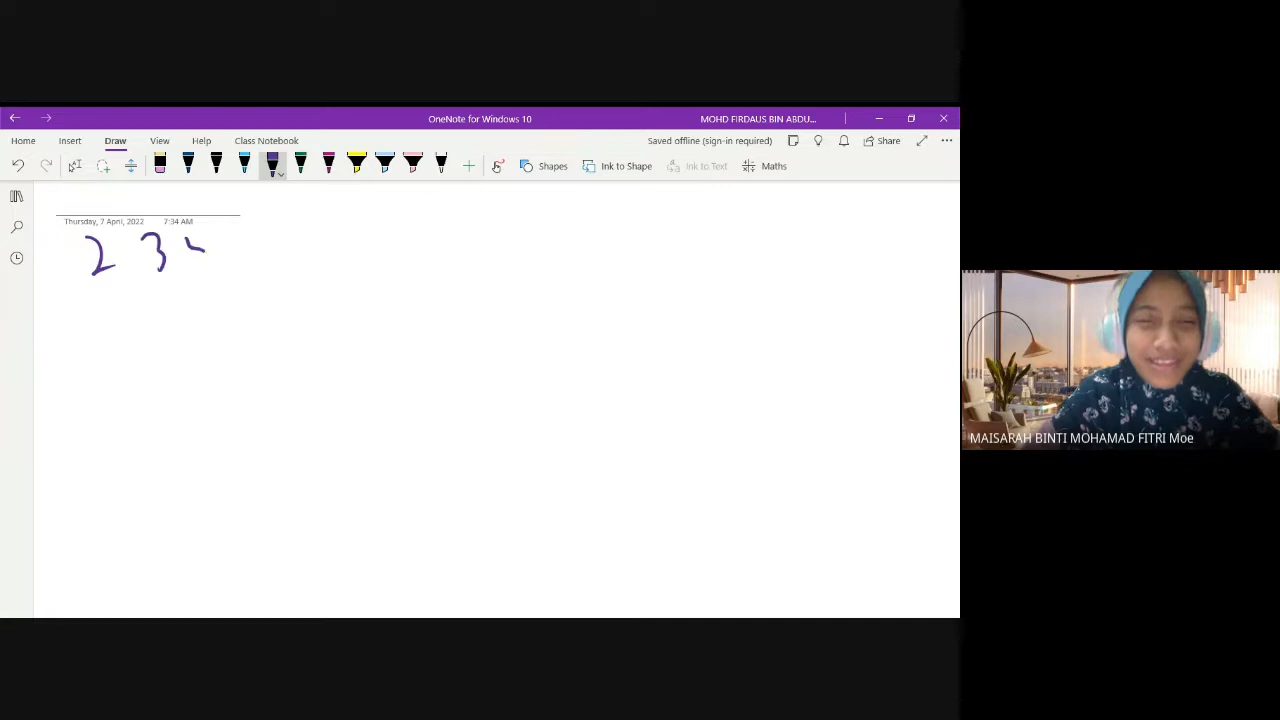 OneNote for Windows 10
MOHD FIRDAUS BIN ABDU...
Home Insert Draw View Help Class Notebook
Saved offline (sign-in required)
Share
Shapes Ink to Shape Ink to Text Maths
Thursday, 7 April, 2022 7:34 AM
2 3
MAISARAH BINTI MOHAMAD FITRI Moe